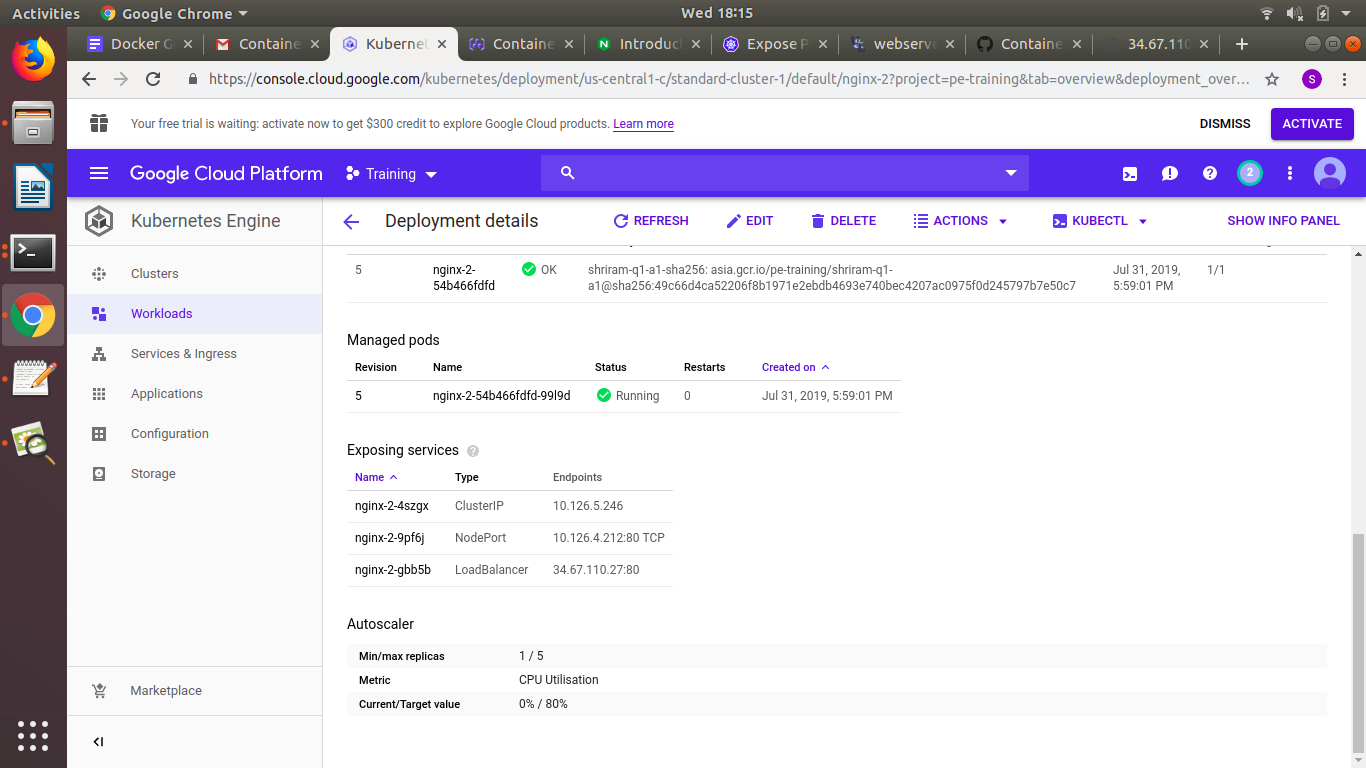 Activities
Google Chrome
Wed 18:15
Docker G
Containe
Kubernet
Containe
Introduc
Expose P
webserve
Containe
34.67.110
https://console.cloud.google.com/kubernetes/deployment/us-central1-c/standard-cluster-1/default/nginx-2?project=pe-training&tab=overview&deployment_over...
S
Your free trial is waiting: activate now to get $300 credit to explore Google Cloud products. Learn more
DISMISS
ACTIVATE
Google Cloud Platform
Training
2
Kubernetes Engine
Deployment details
REFRESH
EDIT
DELETE
ACTIONS
KUBECTL
SHOW INFO PANEL
Clusters
Workloads
Services & Ingress
Applications
Configuration
Storage
Marketplace
5 nginx-2- OK shriram-q1-a1-sha256: asia.gcr.io/pe-training/shriram-q1- Jul 31, 2019, 1/1
54b466fdfd a1@sha256:49c66d4ca52206f8b1971e2ebdb4693e740bec4207ac0975f0d245797b7e50c7 5:59:01 PM
Managed pods
Revision Name Status Restarts Created on
5 nginx-2-54b466fdfd-99l9d Running 0 Jul 31, 2019, 5:59:01 PM
Exposing services
Name Type Endpoints
nginx-2-4szgx ClusterIP 10.126.5.246
nginx-2-9pf6j NodePort 10.126.4.212:80 TCP
nginx-2-gbb5b LoadBalancer 34.67.110.27:80
Autoscaler
Min/max replicas 1 / 5
Metric CPU Utilisation
Current/Target value 0% / 80%